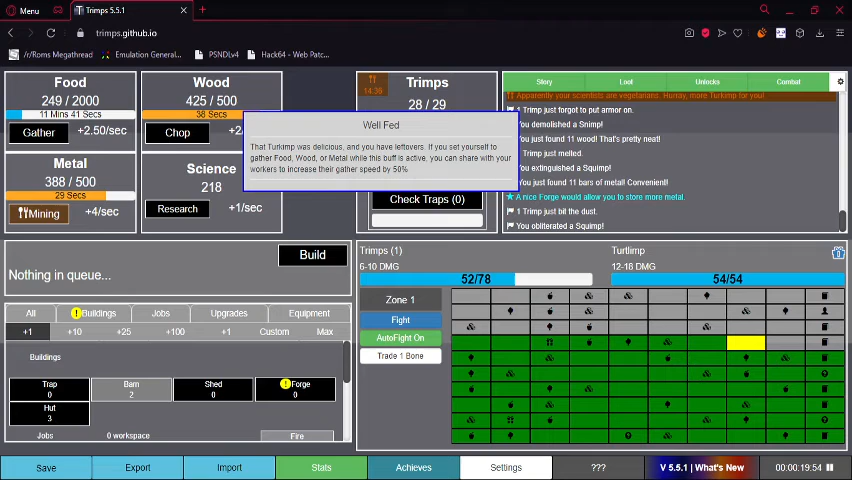 Menu
Trimps 5.5.1
trimps.github.io
/r/Roms Megathread
Emulation General...
PSNDLv4
Hack64 - Web Patc...
Food
249 / 2000
11 Mins 41 Secs
Gather
+2.50/sec
Wood
425 / 500
38 Secs
Chop
+2/
Metal
388 / 500
29 Secs
Mining
+4/sec
Science
218
Research
+1/sec
14:36
Trimps
28 / 29
Check Traps (0)
Well Fed
That Turkimp was delicious, and you have leftovers. If you set yourself to
gather Food, Wood, or Metal while this buff is active, you can share with your
workers to increase their gather speed by 50%
Story
Loot
Unlocks
Combat
Apparently your scientists are vegetarians. Hurray, more Turkimp for you!
1 Trimp just forgot to put armor on.
You demolished a Snimp!
You just found 11 wood! That's pretty neat!
Trimp just melted.
You extinguished a Squimp!
You just found 11 bars of metal! Convenient!
A nice Forge would allow you to store more metal.
1 Trimp just bit the dust.
You obliterated a Squimp!
Build
Nothing in queue...
All
Buildings
Jobs
Upgrades
Equipment
+1
+10
+25
+100
+1
Custom
Max
Buildings
Trap
0
Barn
2
Shed
0
Forge
0
Hut
3
Jobs
0 workspace
Fire
Trimps (1)
6-10 DMG
52/78
Turtlimp
12-18 DMG
54/54
Zone 1
Fight
AutoFight On
Trade 1 Bone
Save
Export
Import
Stats
Achieves
Settings
???
V 5.5.1 | What's New
00:00:19:54